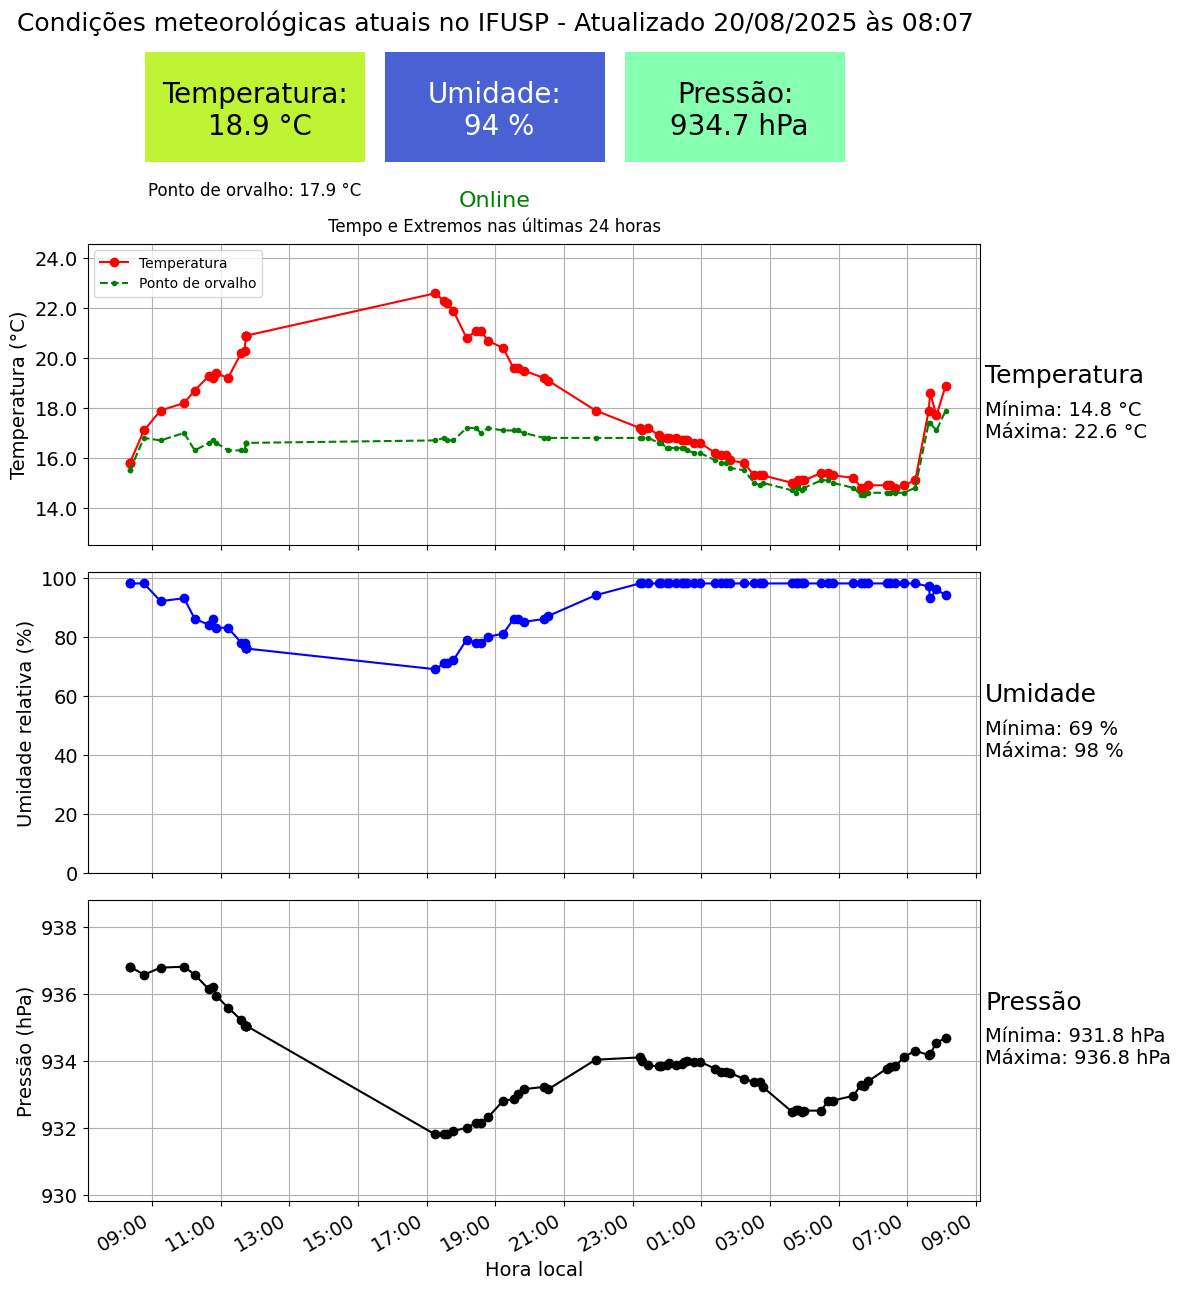 Condições meteorológicas atuais no IFUSP - Atualizado 20/08/2025 às 08:07
Temperatura:
18.9 °C
Umidade:
94 %
Pressão:
934.7 hPa
Ponto de orvalho: 17.9 °C
Online
Tempo e Extremos nas últimas 24 horas
Temperatura (°C)
24.0
22.0
20.0
18.0
16.0
14.0
Temperatura
Ponto de orvalho
Temperatura
Mínima: 14.8 °C
Máxima: 22.6 °C
Umidade relativa (%)
100
80
60
40
20
0
Umidade
Mínima: 69 %
Máxima: 98 %
Pressão (hPa)
938
936
934
932
930
Pressão
Mínima: 931.8 hPa
Máxima: 936.8 hPa
09:00 11:00 13:00 15:00 17:00 19:00 21:00 23:00 01:00 03:00 05:00 07:00 09:00
Hora local